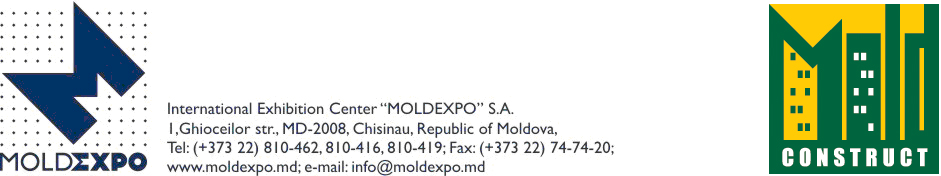 International Exhibition Center “MOLDEXPO” S.A.
1,Ghioceilor str., MD-2008, Chisinau, Republic of Moldova,
Tel: (+373 22) 810-462, 810-416, 810-419; Fax: (+373 22) 74-74-20;
www.moldexpo.md; e-mail: info@moldexpo.md
MOLDEXPO
CONSTRUCT